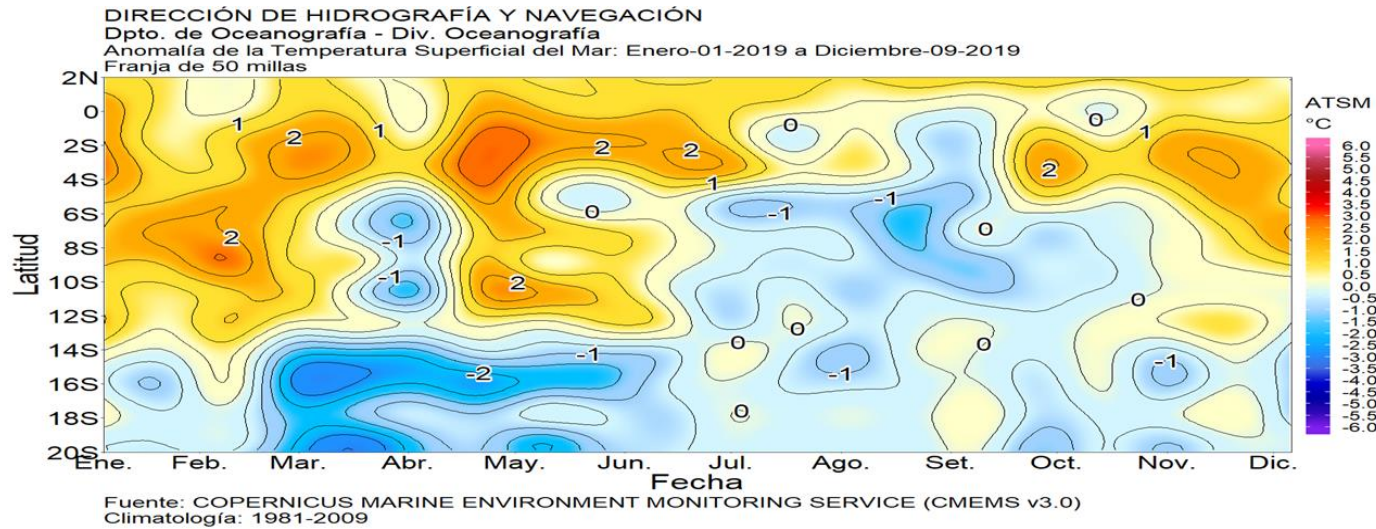 DIRECCIÓN DE HIDROGRAFÍA Y NAVEGACIÓN
Dpto. de Oceanografía - Div. Oceanografía
Anomalía de la Temperatura Superficial del Mar: Enero-01-2019 a Diciembre-09-2019
Franja de 50 millas
2N
0
2S
4S
6S
8S
10S
12S
14S
16S
18S
20S
Latitud
1
2
1
2
2
0
0
1
2
1
0
-1
-1
2
-1
0
-1
2
0
0
0
0
-1
-2
-1
-1
0
ATSM
°C
6.0
5.5
5.0
4.5
4.0
3.5
3.0
2.5
2.0
1.5
1.0
0.5
0.0
-0.5
-1.0
-1.5
-2.0
-2.5
-3.0
-3.5
-4.0
-4.5
-5.0
-5.5
-6.0
Ene. Feb. Mar. Abr. May. Jun. Jul. Ago. Set. Oct. Nov. Dic.
Fecha
Fuente: COPERNICUS MARINE ENVIRONMENT MONITORING SERVICE (CMEMS v3.0)
Climatología: 1981-2009